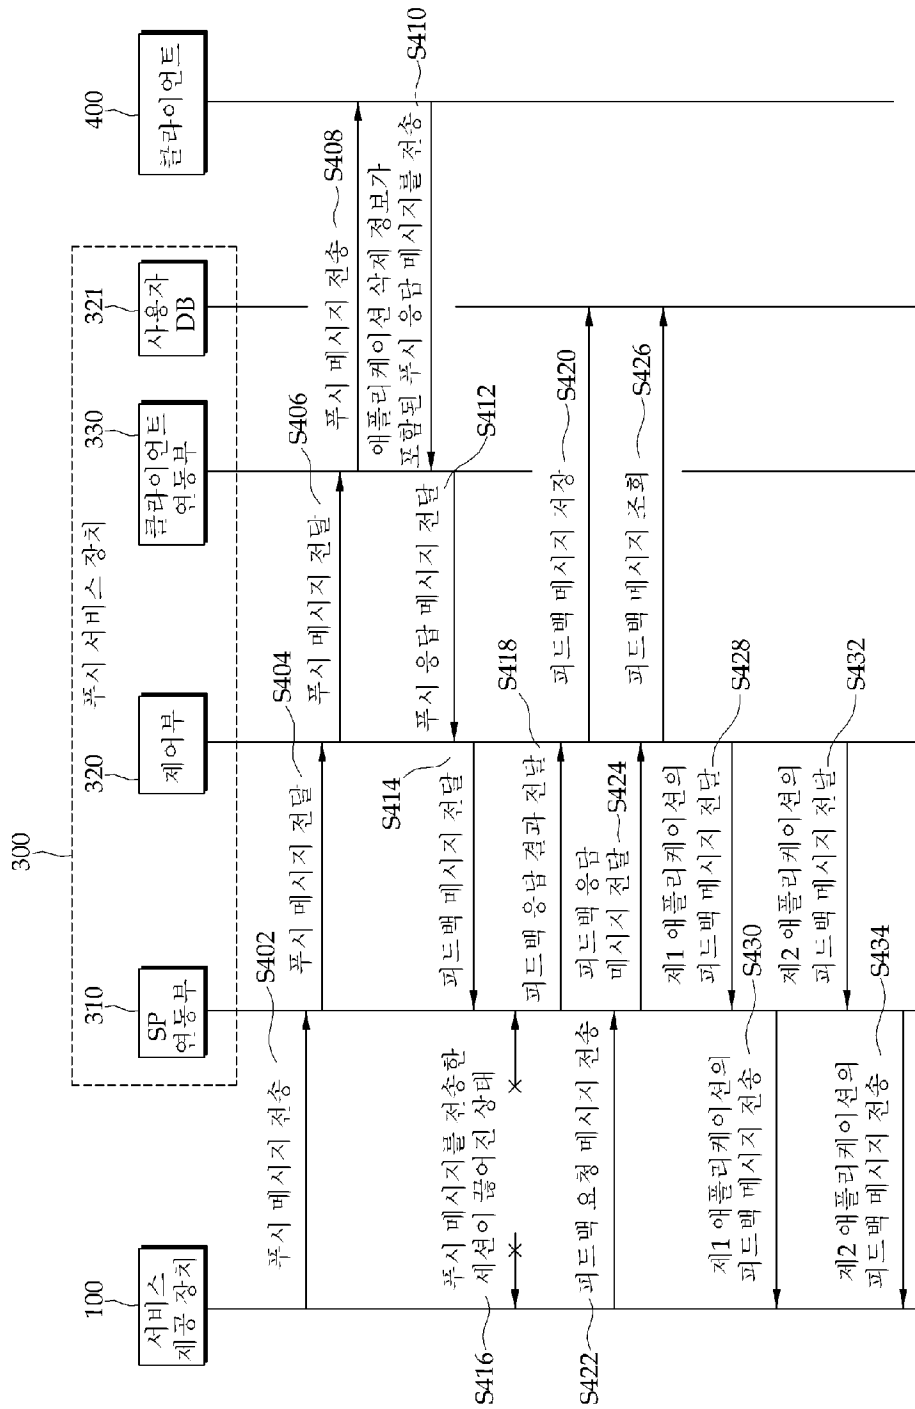 300
푸시 서비스 장치
100
310
320
330
321
400
서비스
제공 장치
SP
연동부
제어부
클라이언트
연동부
사용자
DB
클라이언트
푸시 메시지 전송
S402
푸시 메시지 전달
S404
푸시 메시지 전달
S406
푸시 메시지 전송
S408
애플리케이션 삭제 정보가
포함된 푸시 응답 메시지를 전송
S410
푸시 응답 메시지 전달
S412
S414
피드백 메시지 전달
푸시 메시지를 전송한
세션이 끊어진 상태
S416
피드백 응답 결과 전달
S418
피드백 메시지 저장
S420
S422
피드백 요청 메시지 전송
피드백 응답
메시지 전달
S424
피드백 메시지 조회
S426
제1 애플리케이션의
피드백 메시지 전달
S428
제1 애플리케이션의
피드백 메시지 전송
S430
제2 애플리케이션의
피드백 메시지 전달
S432
제2 애플리케이션의
피드백 메시지 전송
S434